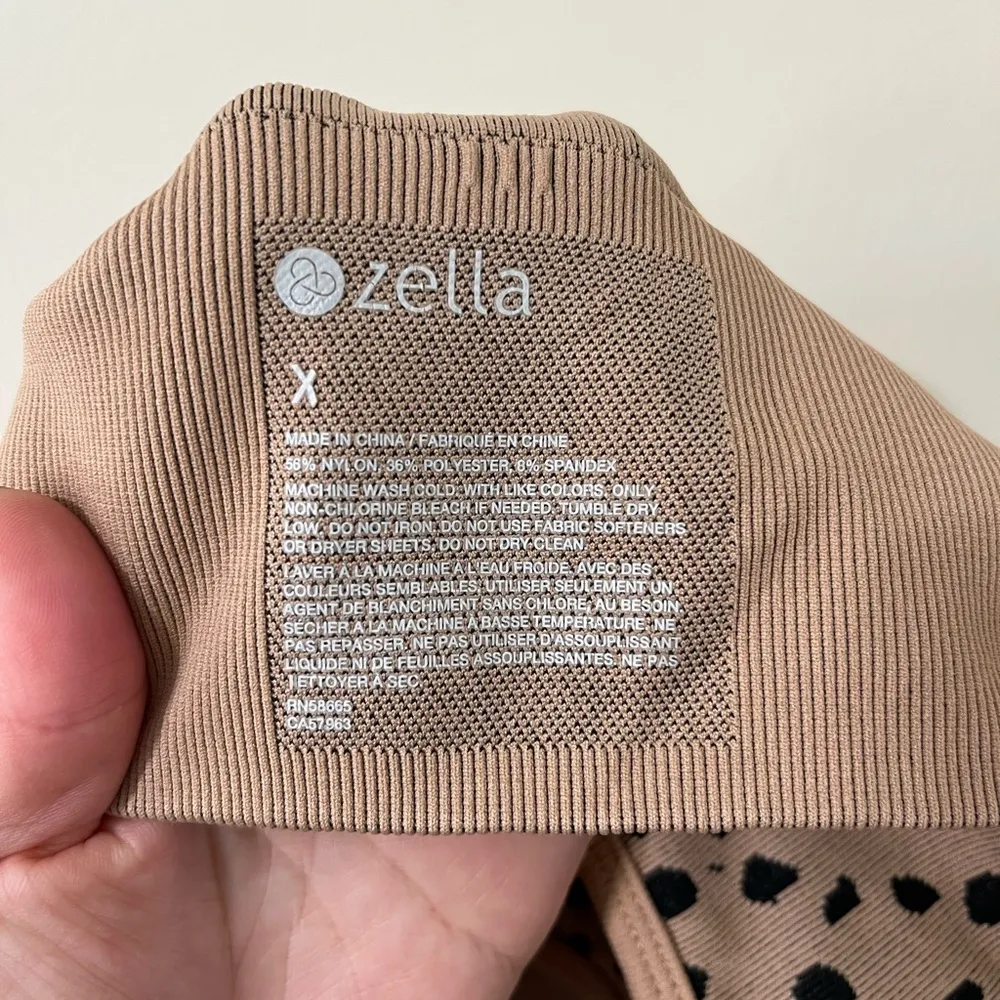 zella
X
MADE IN CHINA / FABRIQUÉ EN CHINE
56% NYLON, 36% POLYESTER, 8% SPANDEX
MACHINE WASH COLD, WITH LIKE COLORS. ONLY
NON-CHLORINE BLEACH IF NEEDED. TUMBLE DRY
LOW. DO NOT IRON. DO NOT USE FABRIC SOFTENERS
OR DRYER SHEETS. DO NOT DRY CLEAN.
LAVER À LA MACHINE À L'EAU FROIDE, AVEC DES
COULEURS SEMBLABLES. UTILISER SEULEMENT UN
AGENT DE BLANCHIMENT SANS CHLORE, AU BESOIN.
SÉCHER À LA MACHINE À BASSE TEMPÉRATURE. NE
PAS REPASSER. NE PAS UTILISER D'ASSOUPLISSANT
LIQUIDE NI DE FEUILLES ASSOUPLISSANTES. NE PAS
NETTOYER À SEC.
RN58665
CA57963